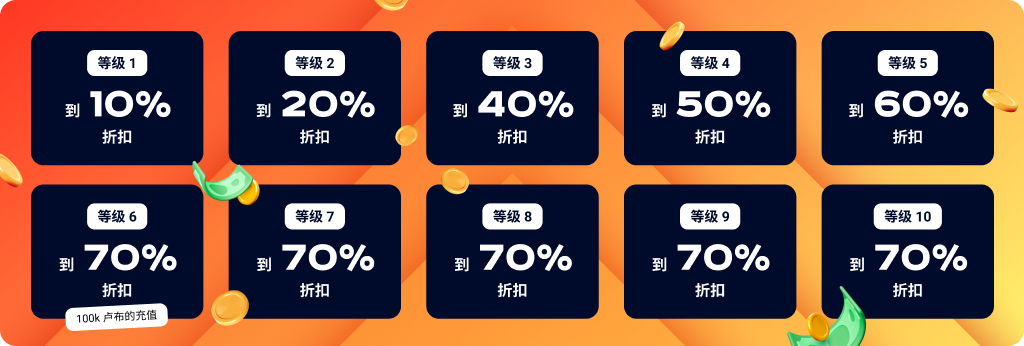 等级 1
到 10%
折扣
等级 2
到 20%
折扣
等级 3
到 40%
折扣
等级 4
到 50%
折扣
等级 5
到 60%
折扣
等级 6
到 70%
折扣
100k 卢布的充值
等级 7
到 70%
折扣
等级 8
到 70%
折扣
等级 9
到 70%
折扣
等级 10
到 70%
折扣